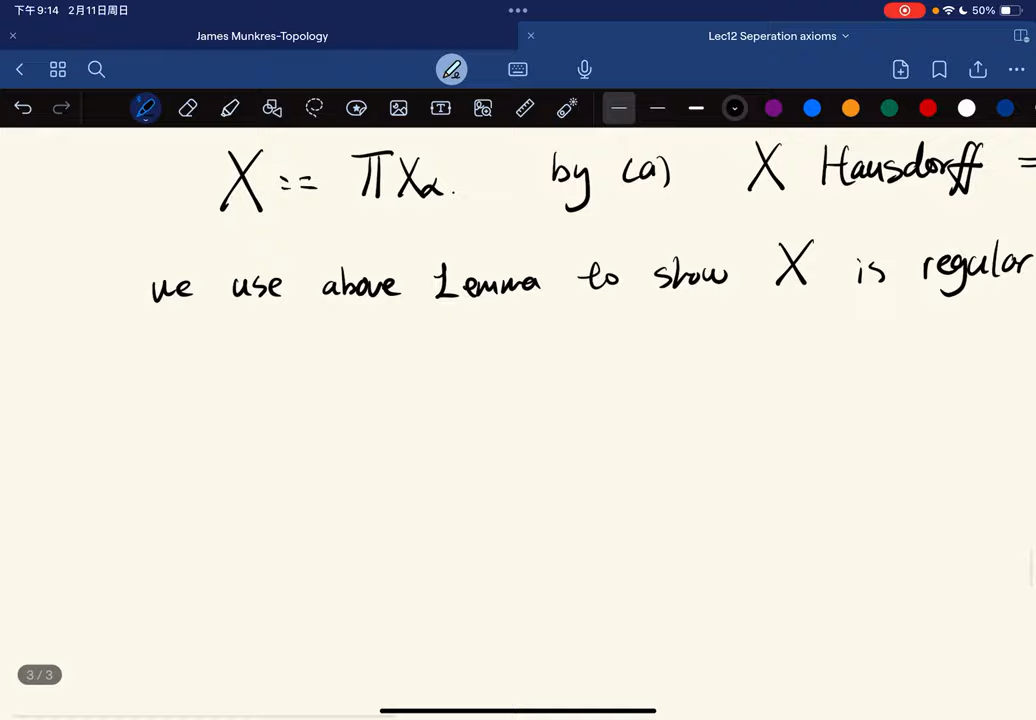 下午9:14 2月11日周日
50%
James Munkres-Topology
Lec12 Seperation axioms
X := ΠXα. by (a) X Hausdorff =
we use above Lemma to show X is regular
3 / 3